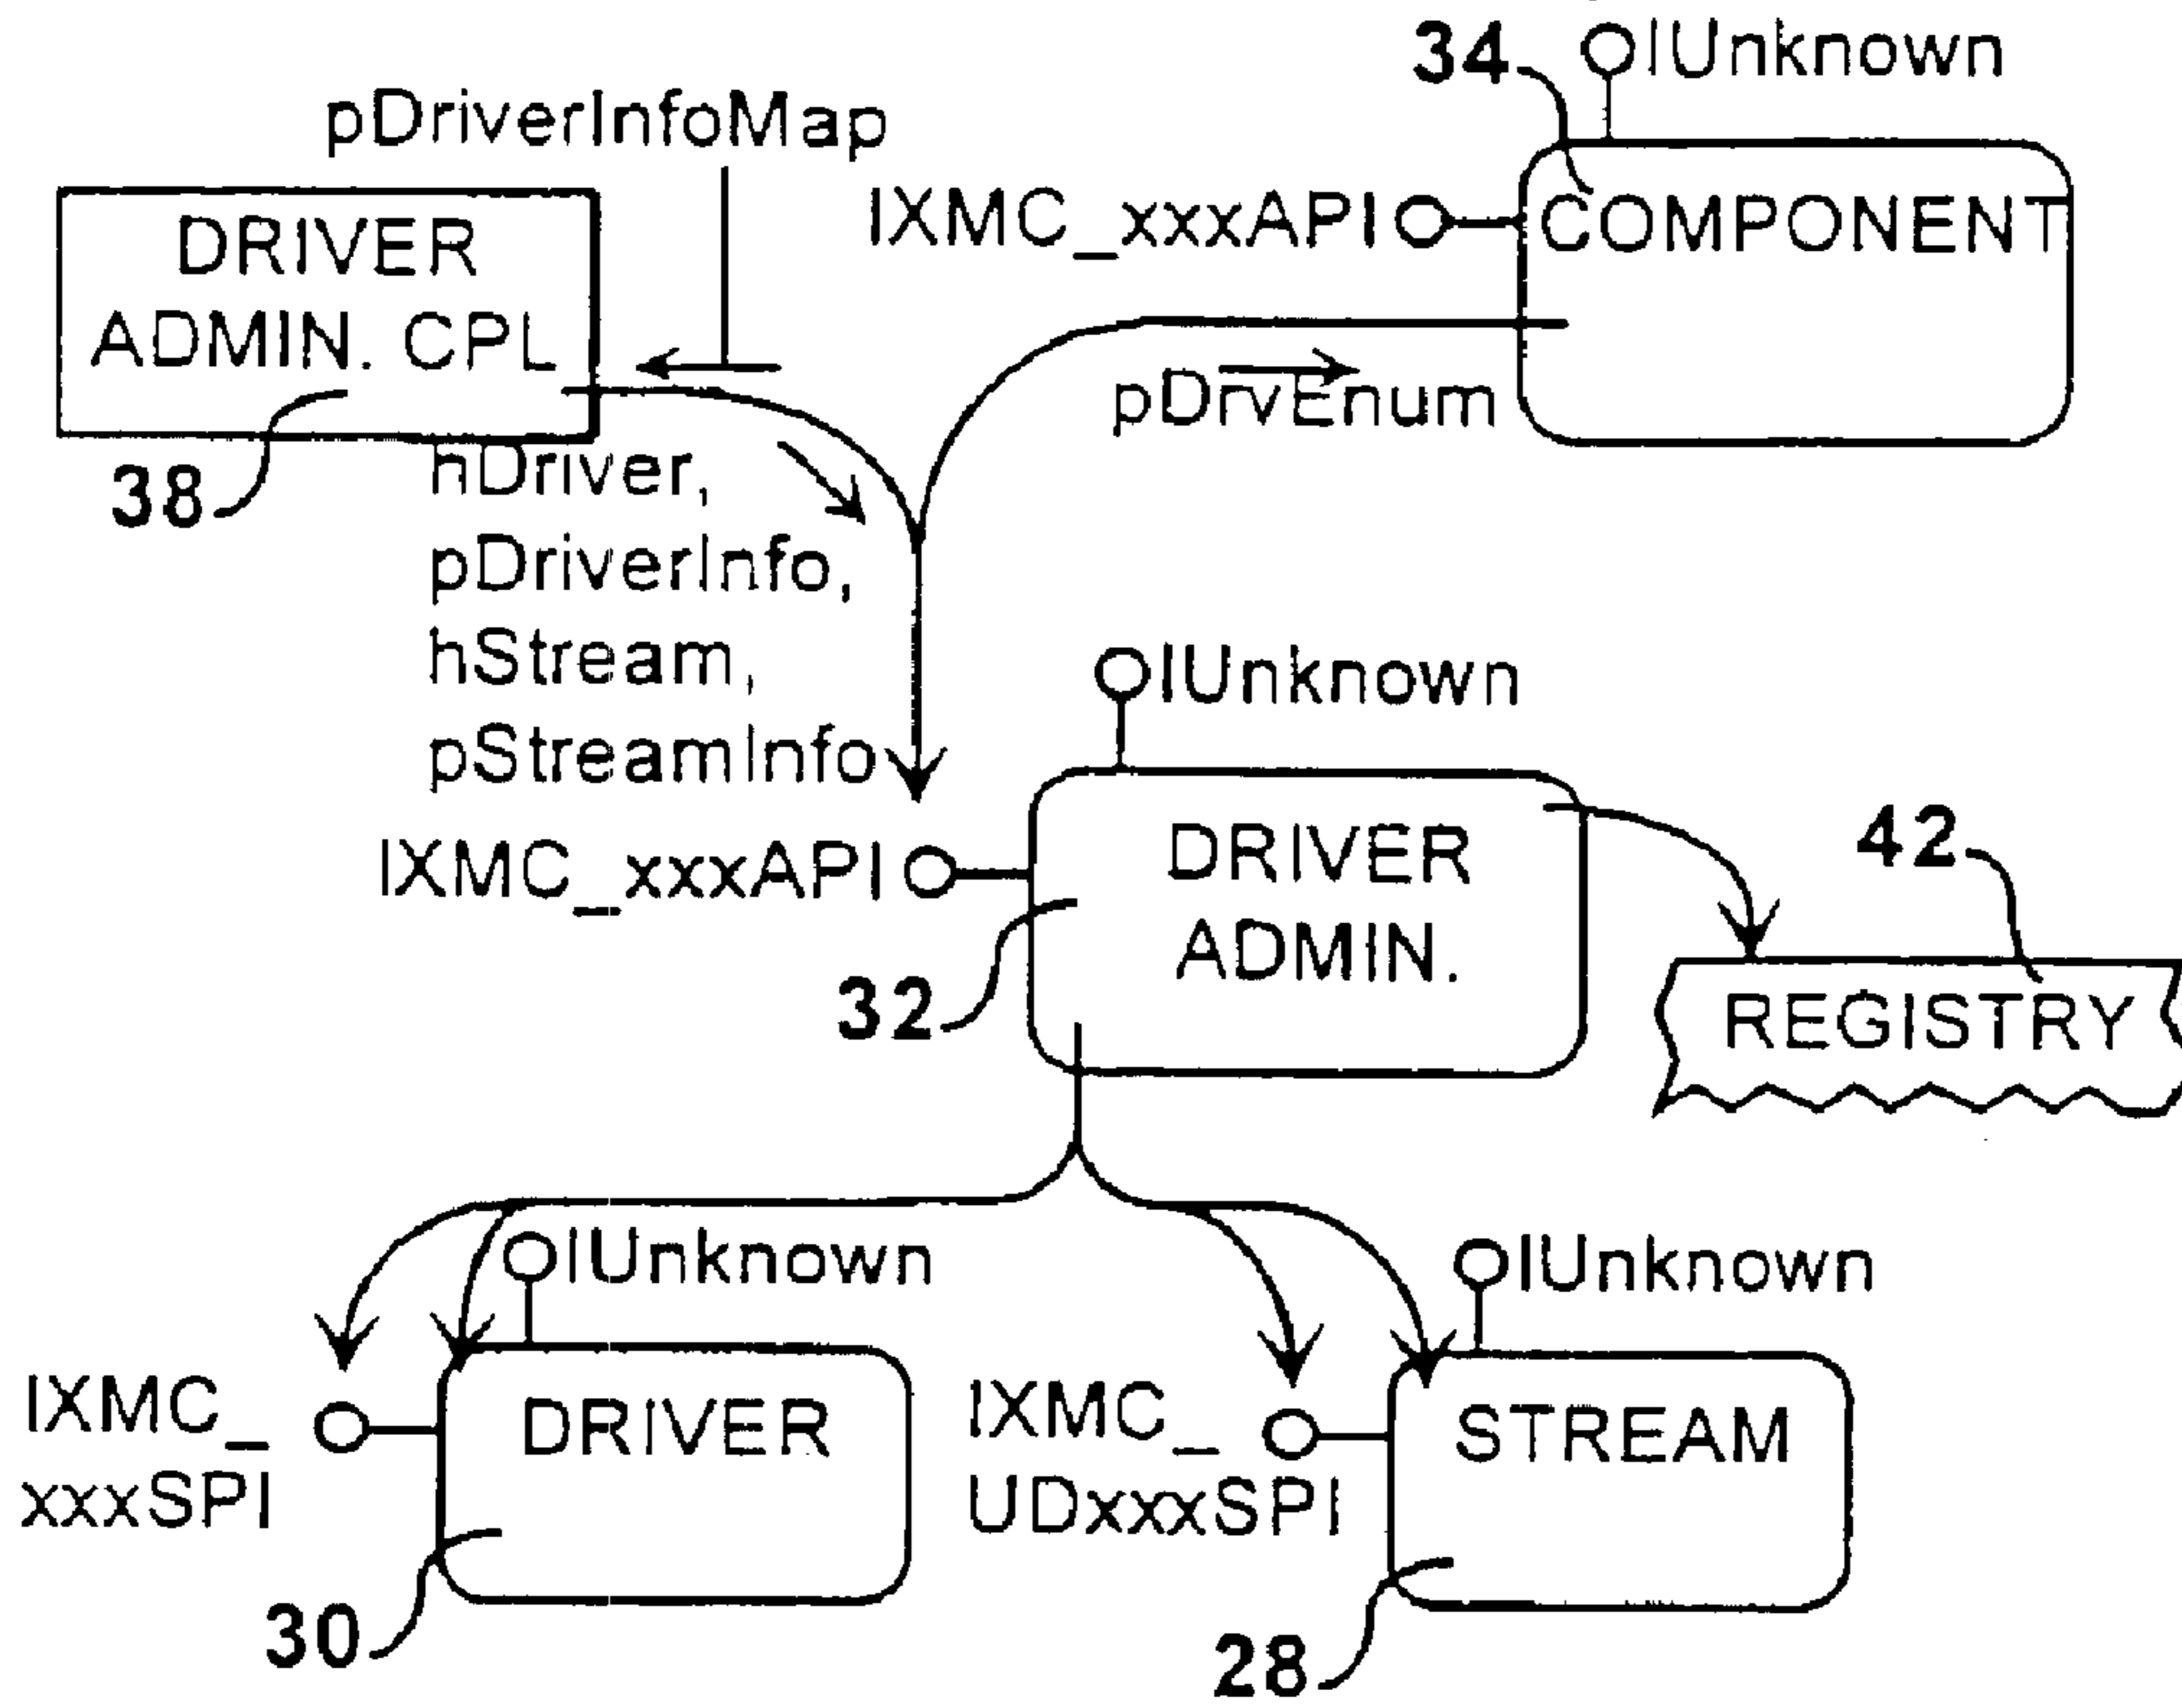 34
IUnknown
pDriverInfoMap
IXMC_xxxAPI
COMPONENT
DRIVER
ADMIN. CPL
pDrvEnum
38
hDriver,
pDriverInfo,
hStream,
pStreamInfo
IUnknown
IXMC_xxxAPI
DRIVER
ADMIN.
42
32
REGISTRY
IUnknown
IUnknown
IXMC_
xxxSPI
DRIVER
IXMC_
UDxxxSPI
STREAM
30
28